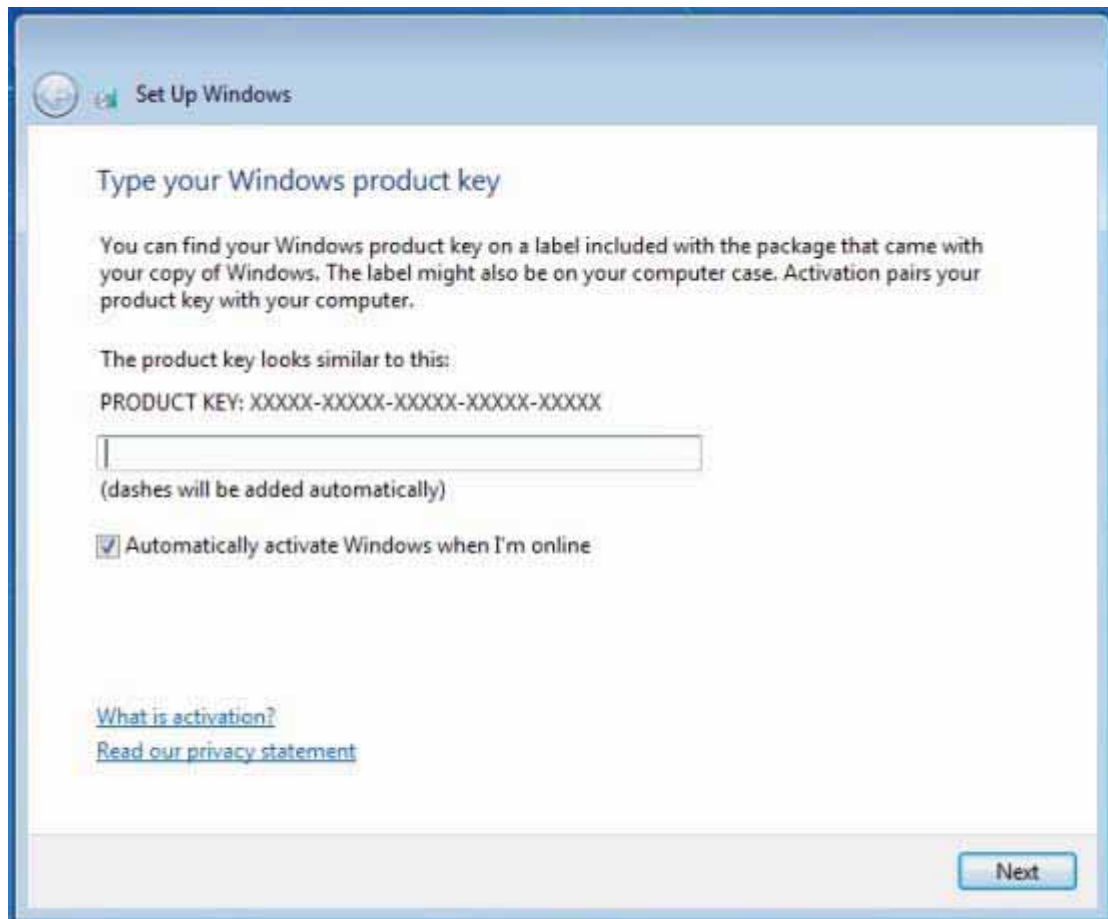 Set Up Windows
Type your Windows product key
You can find your Windows product key on a label included with the package that came with
your copy of Windows. The label might also be on your computer case. Activation pairs your
product key with your computer.
The product key looks similar to this:
PRODUCT KEY: XXXXX-XXXXX-XXXXX-XXXXX-XXXXX
(dashes will be added automatically)
Automatically activate Windows when I'm online
What is activation?
Read our privacy statement
Next